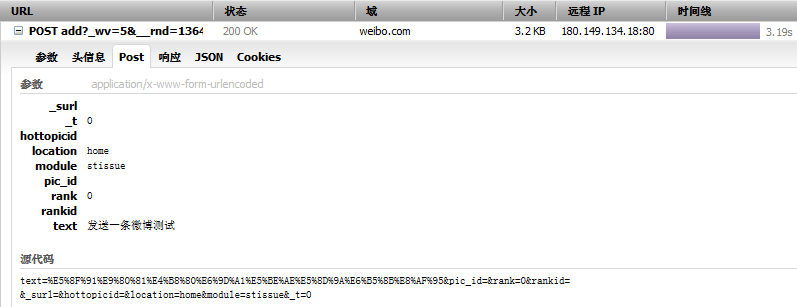 URL 状态 域 大小 远程 IP 时间线
POST add?_wv=5&__rnd=1364 200 OK weibo.com 3.2 KB 180.149.134.18:80 3.19s
参数 头信息 Post 响应 JSON Cookies
参数 application/x-www-form-urlencoded
_surl
_t 0
hottopicid
location home
module stissue
pic_id
rank 0
rankid
text 发送一条微博测试
源代码
text=%E5%8F%91%E9%80%81%E4%B8%80%E6%9D%A1%E5%BE%AE%E5%8D%9A%E6%B5%8B%E8%AF%95&pic_id=&rank=0&rankid=
&_surl=&hottopicid=&location=home&module=stissue&_t=0